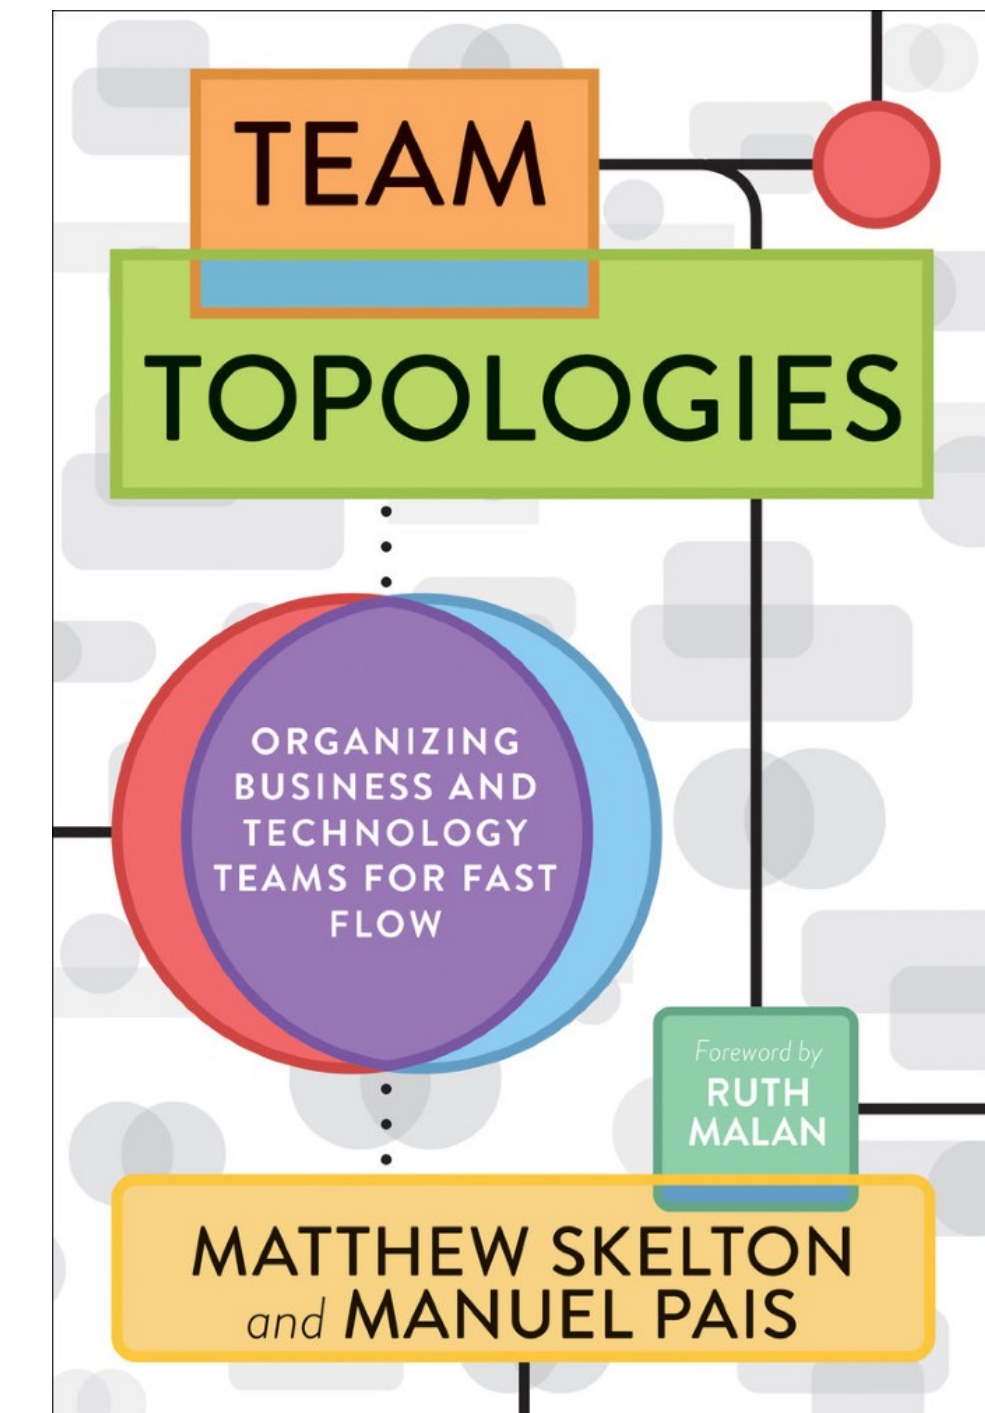 TEAM
TOPOLOGIES
ORGANIZING
BUSINESS AND
TECHNOLOGY
TEAMS FOR FAST
FLOW
Foreword by
RUTH
MALAN
MATTHEW SKELTON
and MANUEL PAIS